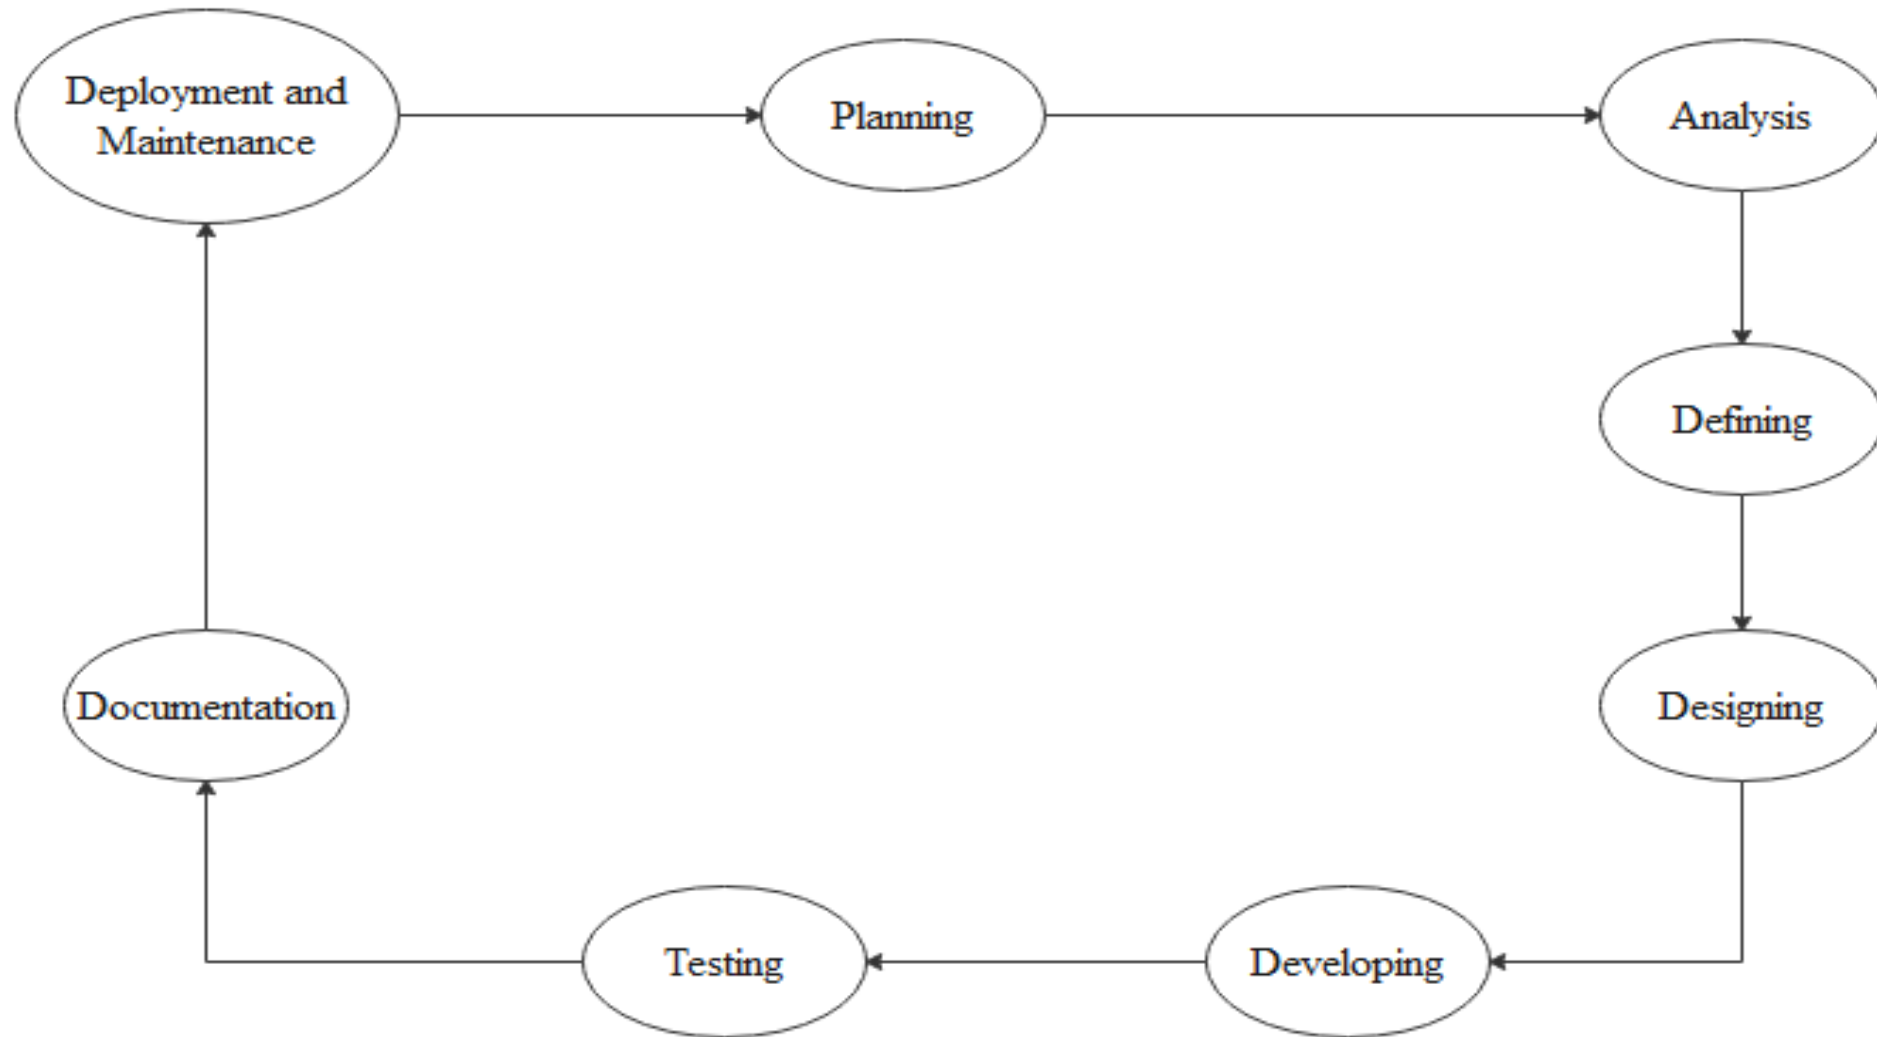 Deployment and
Maintenance
Planning
Analysis
Defining
Designing
Documentation
Testing
Developing